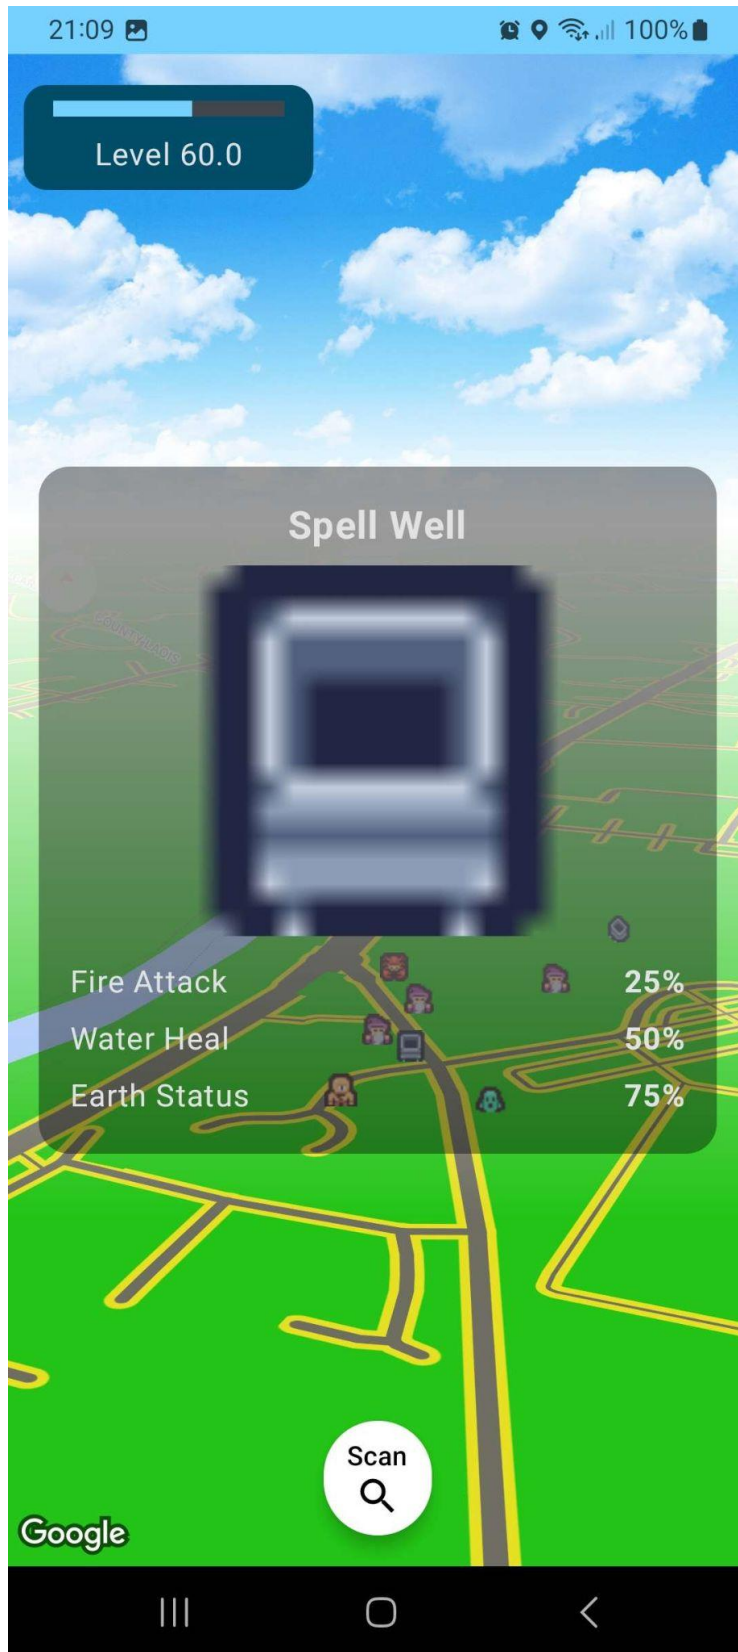 21:09
100%
Level 60.0
Spell Well
Fire Attack 25%
Water Heal 50%
Earth Status 75%
Scan
Google